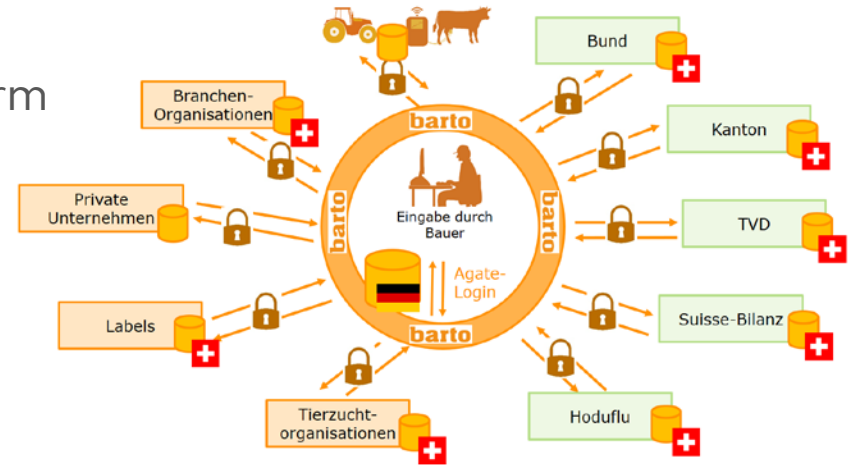 rm
Bund
Branchen-
Organisationen
barto
Kanton
Private
Unternehmen
barto
Eingabe durch
Bauer
barto
TVD
Agate-
Login
Labels
barto
Suisse-Bilanz
Tierzucht-
organisationen
Hoduflu